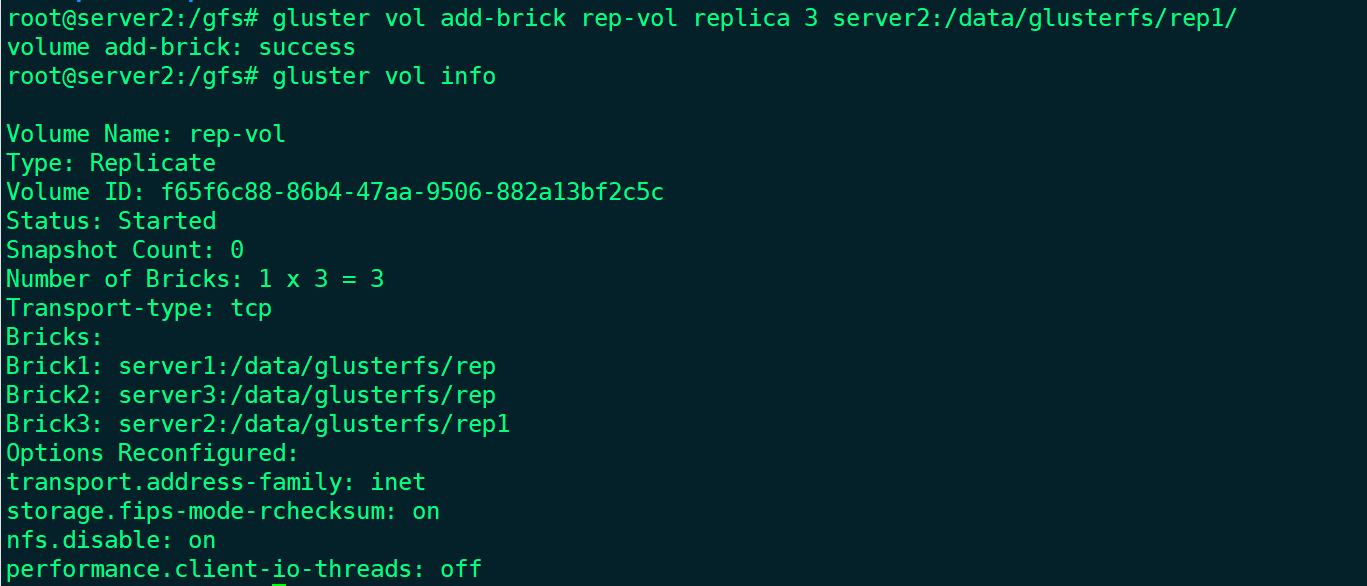 root@server2:/gfs# gluster vol add-brick rep-vol replica 3 server2:/data/glusterfs/rep1/
volume add-brick: success
root@server2:/gfs# gluster vol info

Volume Name: rep-vol
Type: Replicate
Volume ID: f65f6c88-86b4-47aa-9506-882a13bf2c5c
Status: Started
Snapshot Count: 0
Number of Bricks: 1 x 3 = 3
Transport-type: tcp
Bricks:
Brick1: server1:/data/glusterfs/rep
Brick2: server3:/data/glusterfs/rep
Brick3: server2:/data/glusterfs/rep1
Options Reconfigured:
transport.address-family: inet
storage.fips-mode-rchecksum: on
nfs.disable: on
performance.client-io-threads: off